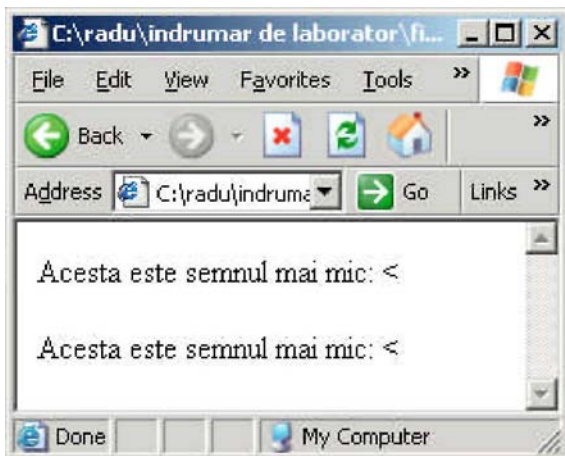 C:\radu\indrumar de laborator\fi...
File Edit View Favorites Tools »
Back »
Address C:\radu\indruma Go Links »
Acesta este semnul mai mic: <
Acesta este semnul mai mic: <
Done My Computer